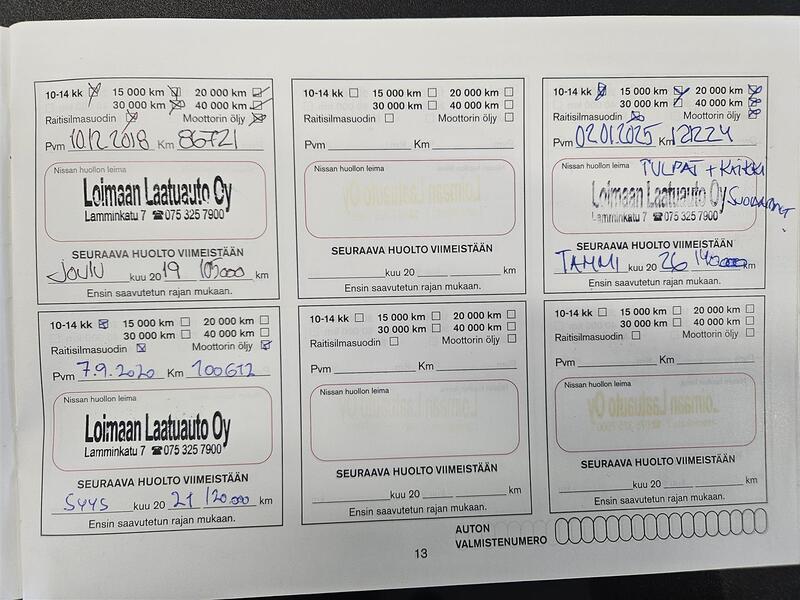 10-14 kk 15 000 km 20 000 km
30 000 km 40 000 km
Raitisilmasuodin Moottorin öljy
Pvm 10.12.2018 Km 86721
Nissan huollon leima
Loimaan Laatuauto Oy
Lamminkatu 7 ☎075 325 7900
SEURAAVA HUOLTO VIIMEISTÄÄN
JOULU kuu 2019 105000 km
Ensin saavutetun rajan mukaan.
10-14 kk 15 000 km 20 000 km
30 000 km 40 000 km
Raitisilmasuodin Moottorin öljy
Pvm Km
Nissan huollon leima
SEURAAVA HUOLTO VIIMEISTÄÄN
kuu 20 km
Ensin saavutetun rajan mukaan.
10-14 kk 15 000 km 20 000 km
30 000 km 40 000 km
Raitisilmasuodin Moottorin öljy
Pvm 02.01.2025 Km
Nissan huollon leima
TULPAT + KAIKKI
Loimaan Laatuauto Oy
Lamminkatu 7 ☎075 325 7900
SEURAAVA HUOLTO VIIMEISTÄÄN
TAMMI kuu 2026 km
Ensin saavutetun rajan mukaan.
10-14 kk 15 000 km 20 000 km
30 000 km 40 000 km
Raitisilmasuodin Moottorin öljy
Pvm 7.9.2020 Km 100612
Nissan huollon leima
Loimaan Laatuauto Oy
Lamminkatu 7 ☎075 325 7900
SEURAAVA HUOLTO VIIMEISTÄÄN
SYYS kuu 2021 120.000 km
Ensin saavutetun rajan mukaan.
10-14 kk 15 000 km 20 000 km
30 000 km 40 000 km
Raitisilmasuodin Moottorin öljy
Pvm Km
Nissan huollon leima
SEURAAVA HUOLTO VIIMEISTÄÄN
kuu 20 km
Ensin saavutetun rajan mukaan.
10-14 kk 15 000 km 20 000 km
30 000 km 40 000 km
Raitisilmasuodin Moottorin öljy
Pvm Km
Nissan huollon leima
SEURAAVA HUOLTO VIIMEISTÄÄN
kuu 20 km
Ensin saavutetun rajan mukaan.
AUTON
VALMISTENUMERO
13